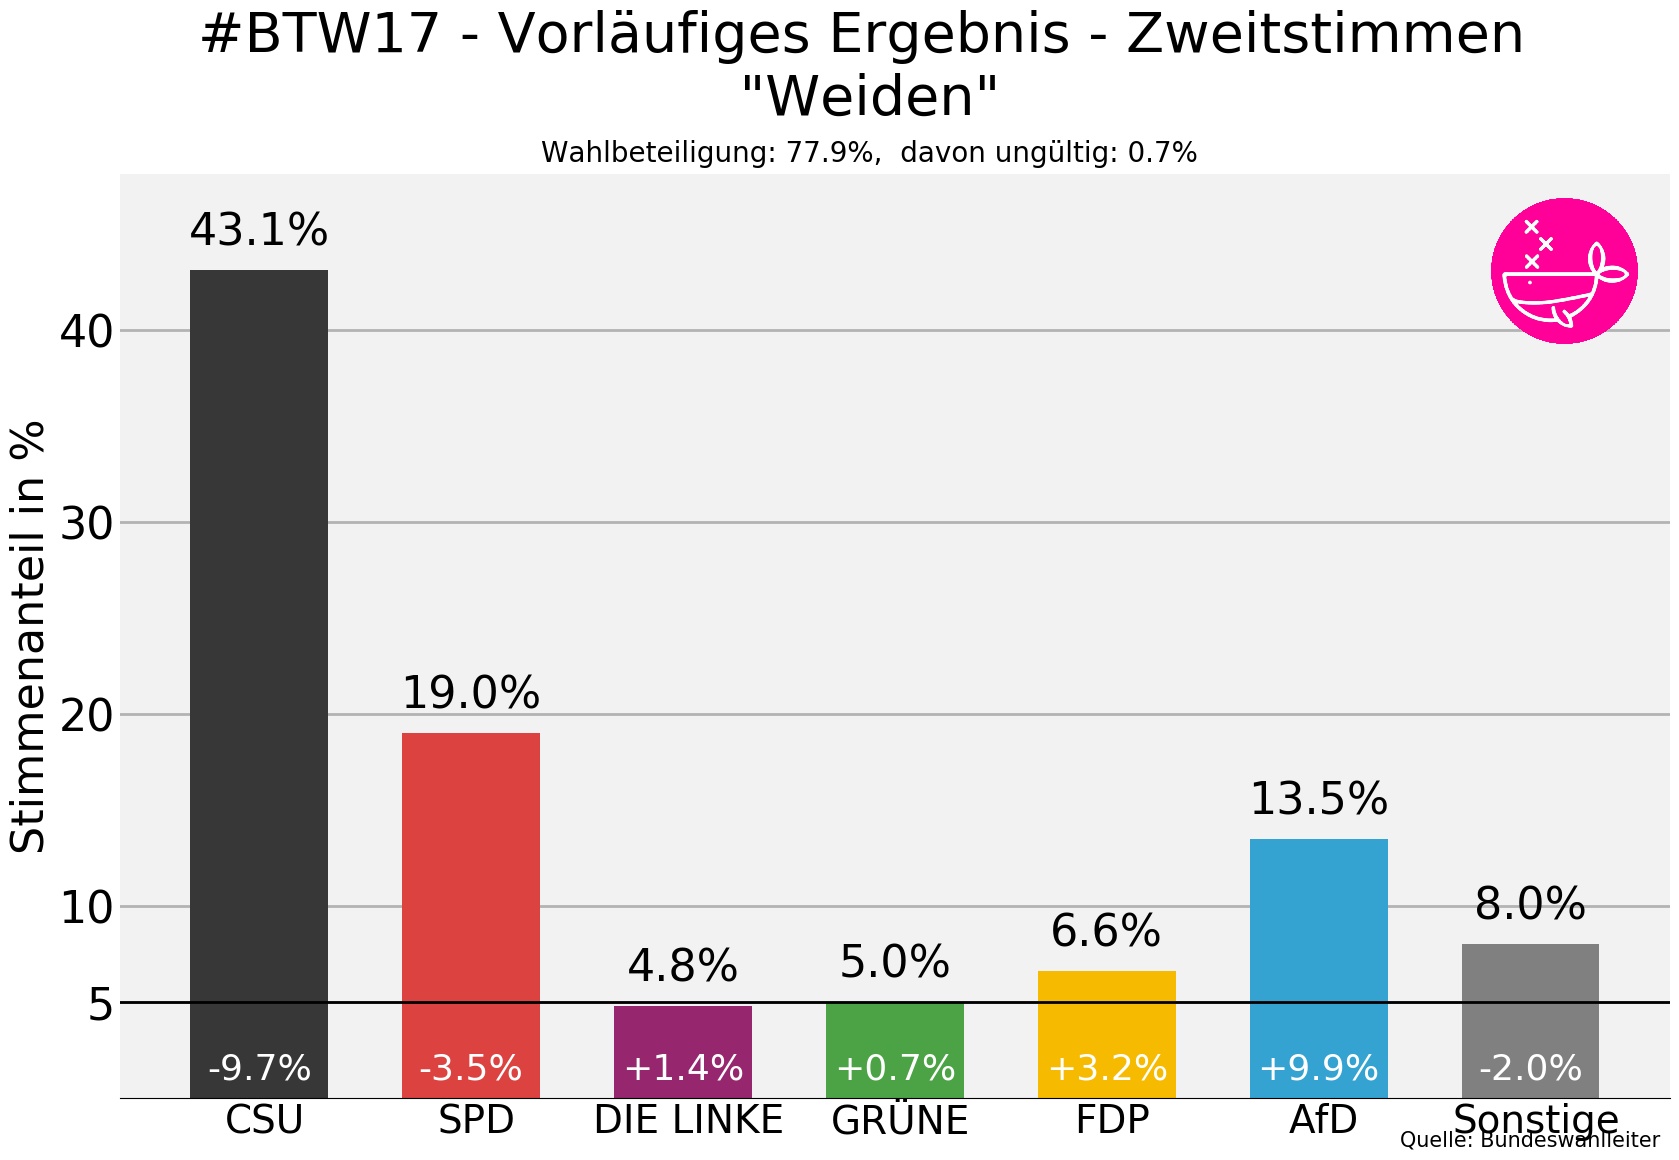 #BTW17 - Vorläufiges Ergebnis - Zweitstimmen
"Weiden"
Wahlbeteiligung: 77.9%,  davon ungültig: 0.7%
Stimmenanteil in %
40
30
20
10
5
43.1%
19.0%
4.8%
5.0%
6.6%
13.5%
8.0%
-9.7%
-3.5%
+1.4%
+0.7%
+3.2%
+9.9%
-2.0%
CSU
SPD
DIE LINKE
GRÜNE
FDP
AfD
Sonstige
Quelle: Bundeswahlleiter